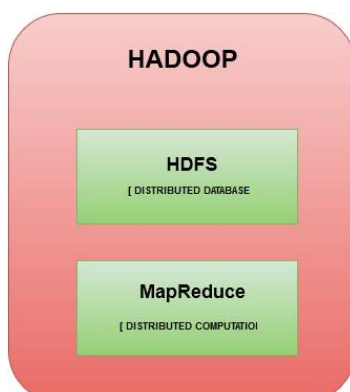 HADOOP
HDFS
[ DISTRIBUTED DATABASE
MapReduce
[ DISTRIBUTED COMPUTATIOI